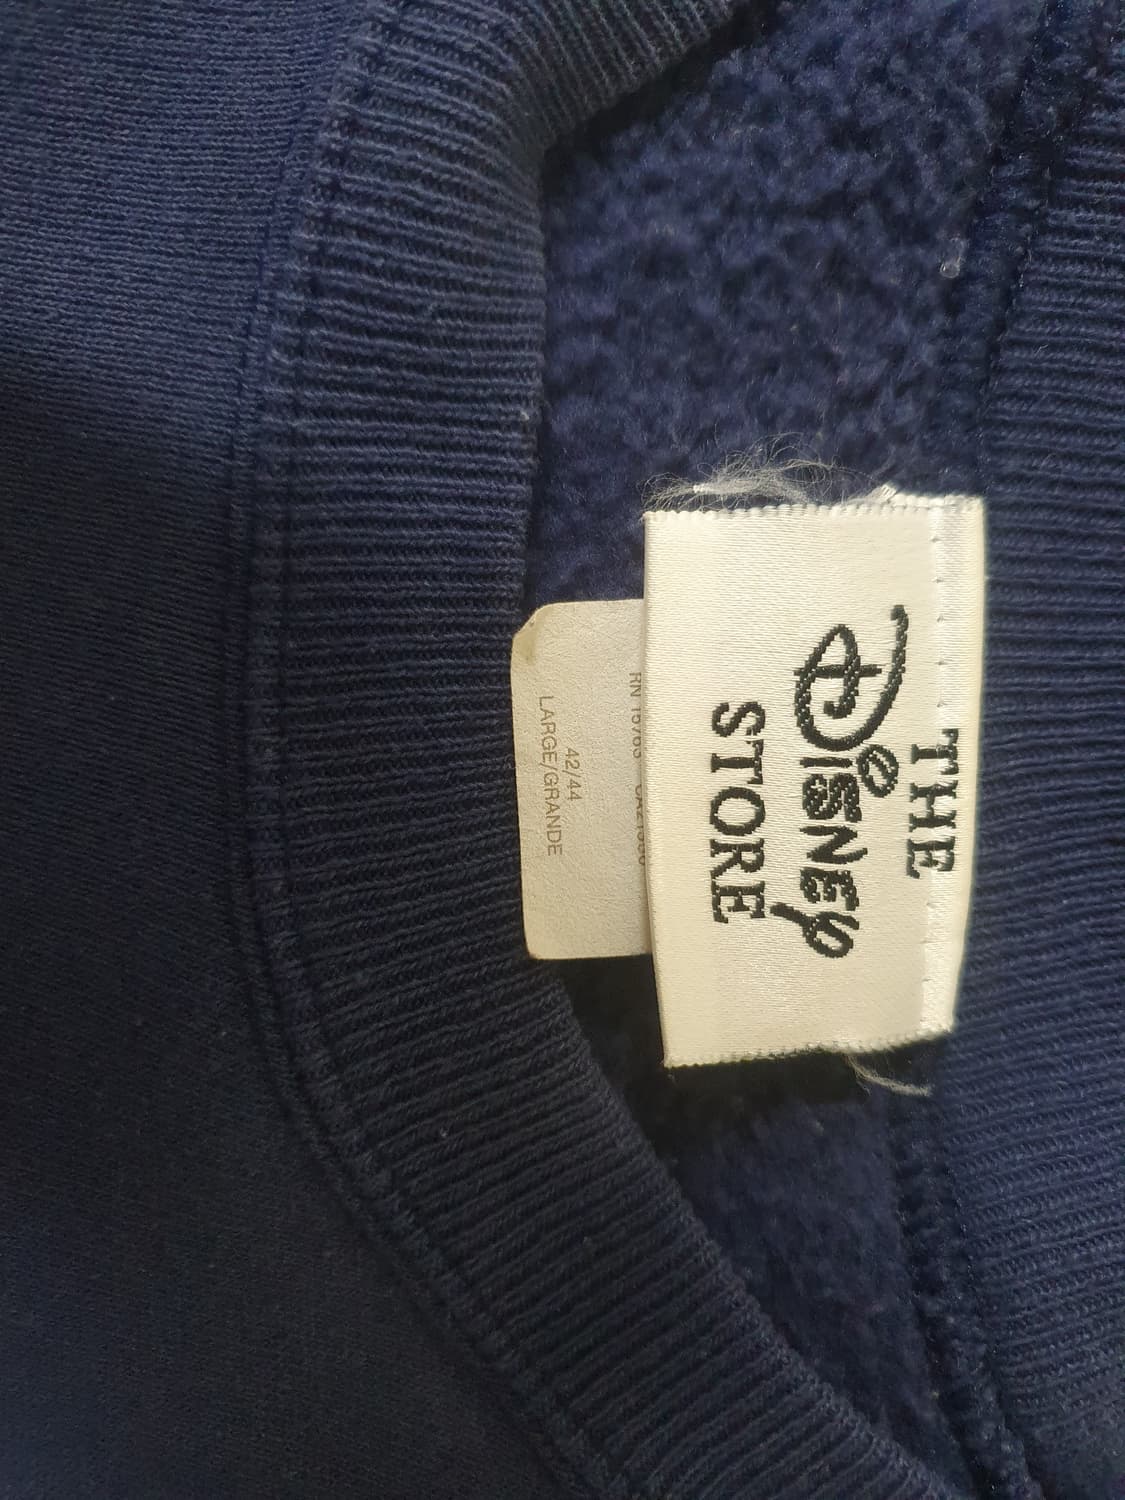 THE
Disney
STORE
42/44
LARGE/GRANDE